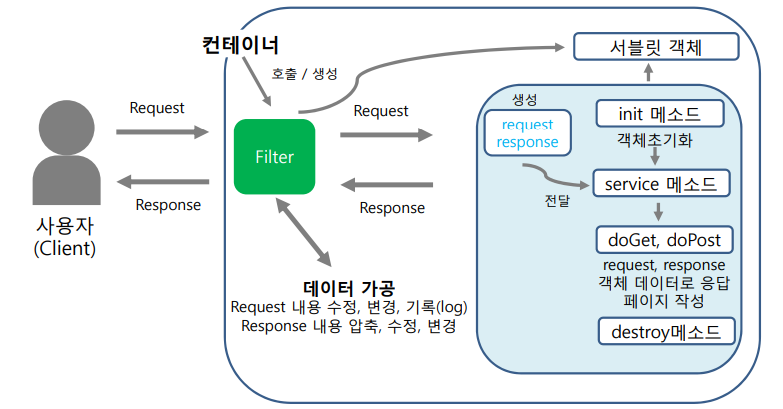 컨테이너
서블릿 객체
호출 / 생성
생성
Request
Request
request
response
init 메소드
객체초기화
Filter
service 메소드
Response
Response
전달
사용자
(Client)
doGet, doPost
request, response
객체 데이터로 응답
페이지 작성
데이터 가공
Request 내용 수정, 변경, 기록(log)
Response 내용 압축, 수정, 변경
destroy메소드